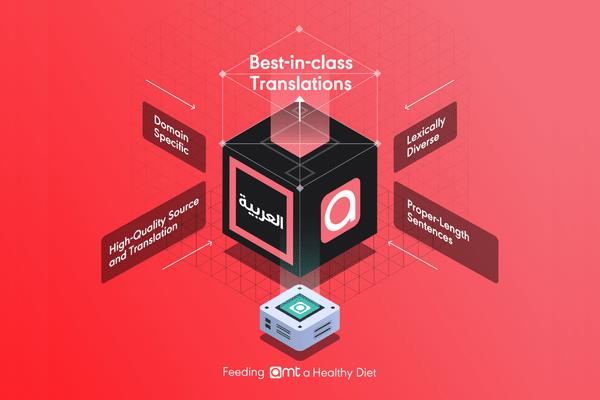 Best-in-class
Translations
Domain
Specific
Lexically
Diverse
High-Quality Source
and Translation
Proper-Length
Sentences
العربية
a
Feeding amt a Healthy Diet